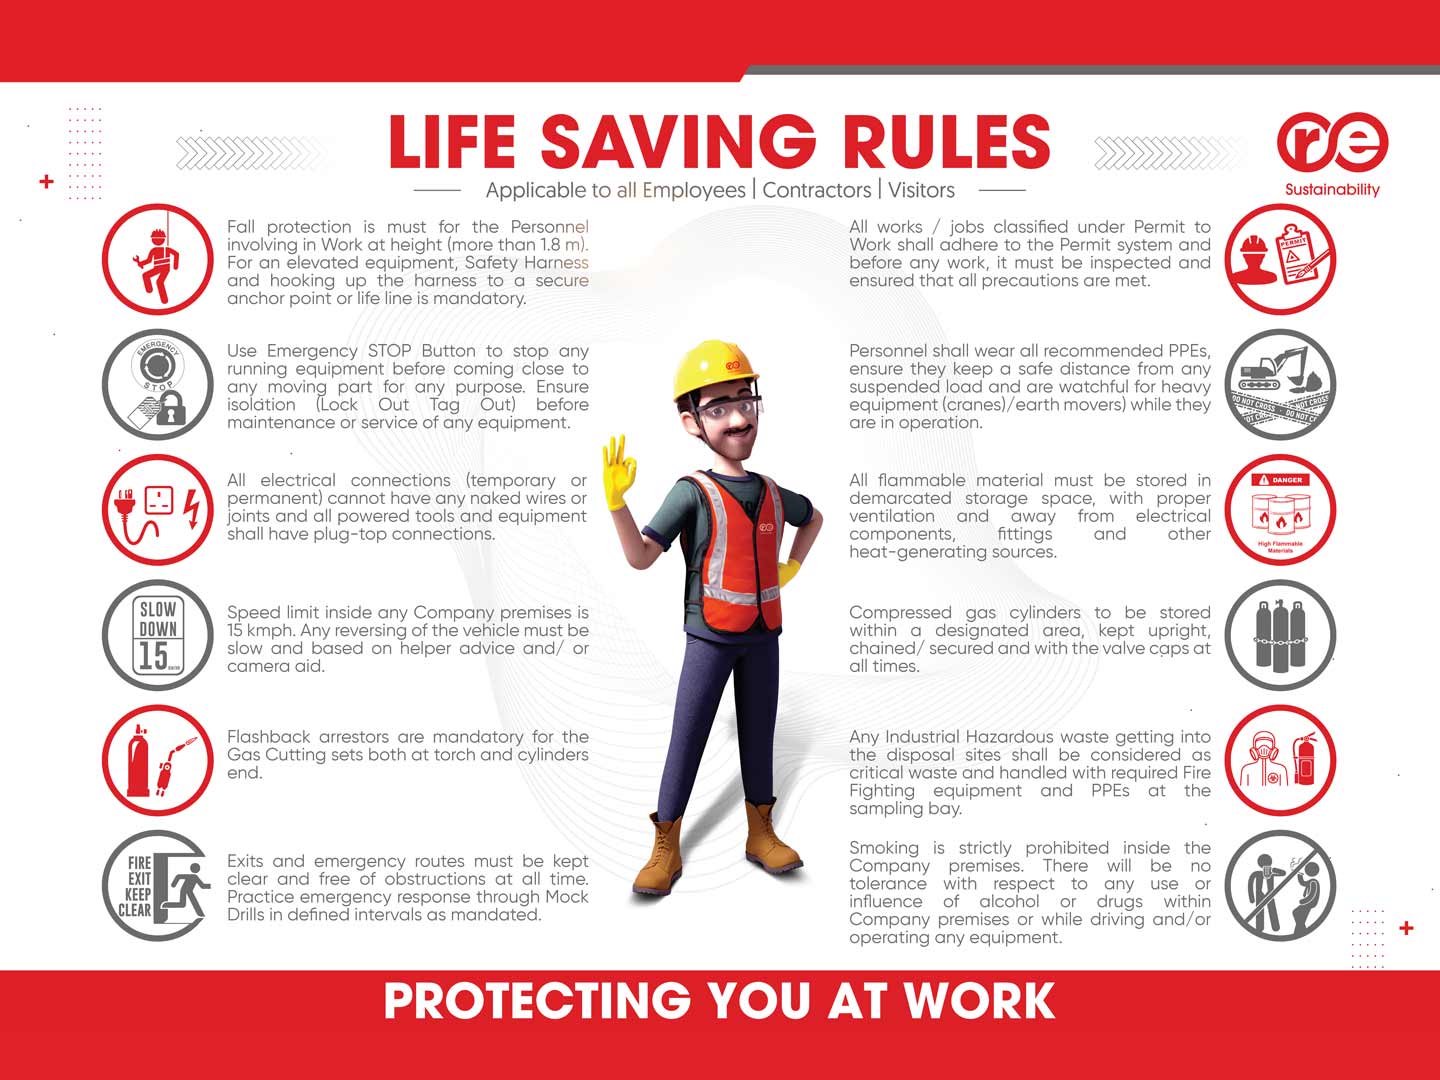 LIFE SAVING RULES
Applicable to all Employees | Contractors | Visitors
re
Sustainability
Fall protection is must for the Personnel
involving in Work at height (more than 1.8 m).
For an elevated equipment, Safety Harness
and hooking up the harness to a secure
anchor point or life line is mandatory.
EMERGENCY
STOP
Use Emergency STOP Button to stop any
running equipment before coming close to
any moving part for any purpose. Ensure
isolation (Lock Out Tag Out) before
maintenance or service of any equipment.
All electrical connections (temporary or
permanent) cannot have any naked wires or
joints and all powered tools and equipment
shall have plug-top connections.
SLOW
DOWN
15
Speed limit inside any Company premises is
15 kmph. Any reversing of the vehicle must be
slow and based on helper advice and/ or
camera aid.
Flashback arrestors are mandatory for the
Gas Cutting sets both at torch and cylinders
end.
FIRE
EXIT
KEEP
CLEAR
Exits and emergency routes must be kept
clear and free of obstructions at all time.
Practice emergency response through Mock
Drills in defined intervals as mandated.
re
re
All works / jobs classified under Permit to
Work shall adhere to the Permit system and
before any work, it must be inspected and
ensured that all precautions are met.
PERMIT
Personnel shall wear all recommended PPEs,
ensure they keep a safe distance from any
suspended load and are watchful for heavy
equipment (cranes)/earth movers) while they
are in operation.
DO NOT CROSS
DO NOT CROSS
All flammable material must be stored in
demarcated storage space, with proper
ventilation and away from electrical
components, fittings and other
heat-generating sources.
DANGER
High Flammable
Materials
Compressed gas cylinders to be stored
within a designated area, kept upright,
chained/ secured and with the valve caps at
all times.
Any Industrial Hazardous waste getting into
the disposal sites shall be considered as
critical waste and handled with required Fire
Fighting equipment and PPEs at the
sampling bay.
Smoking is strictly prohibited inside the
Company premises. There will be no
tolerance with respect to any use or
influence of alcohol or drugs within
Company premises or while driving and/or
operating any equipment.
PROTECTING YOU AT WORK